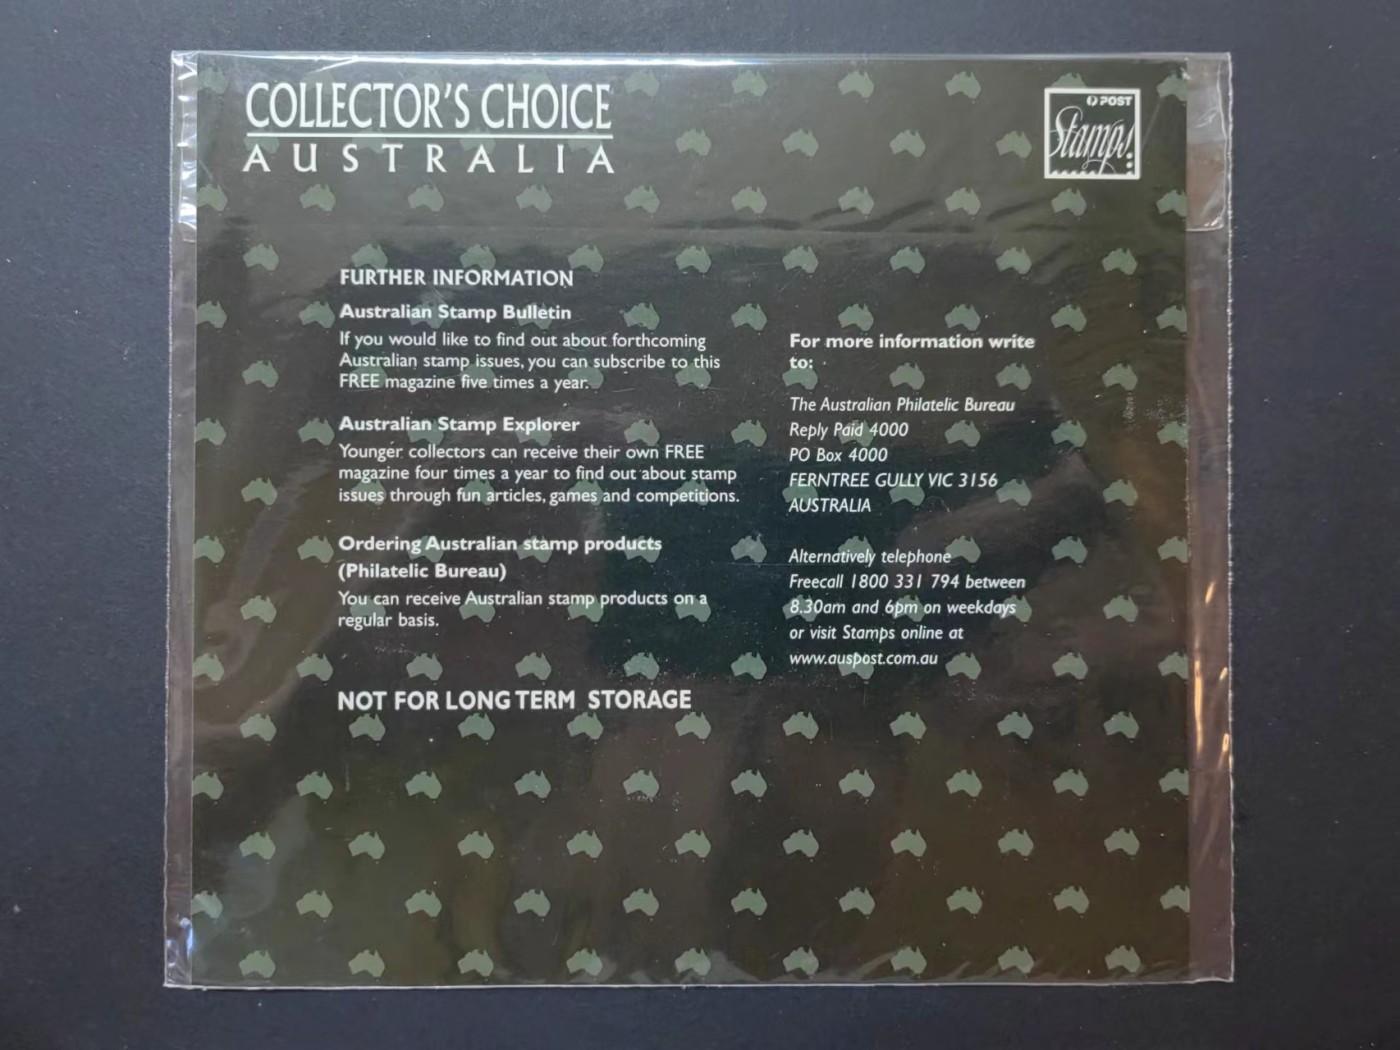 COLLECTOR'S CHOICE
AUSTRALIA
POST
Stamps!
FURTHER INFORMATION
Australian Stamp Bulletin
If you would like to find out about forthcoming
Australian stamp issues, you can subscribe to this
FREE magazine five times a year.
Australian Stamp Explorer
Younger collectors can receive their own FREE
magazine four times a year to find out about stamp
issues through fun articles, games and competitions.
Ordering Australian stamp products
(Philatelic Bureau)
You can receive Australian stamp products on a
regular basis.
NOT FOR LONG TERM STORAGE
For more information write
to:
The Australian Philatelic Bureau
Reply Paid 4000
PO Box 4000
FERNTREE GULLY VIC 3156
AUSTRALIA
Alternatively telephone
Freecall 1800 331 794 between
8.30am and 6pm on weekdays
or visit Stamps online at
www.auspost.com.au